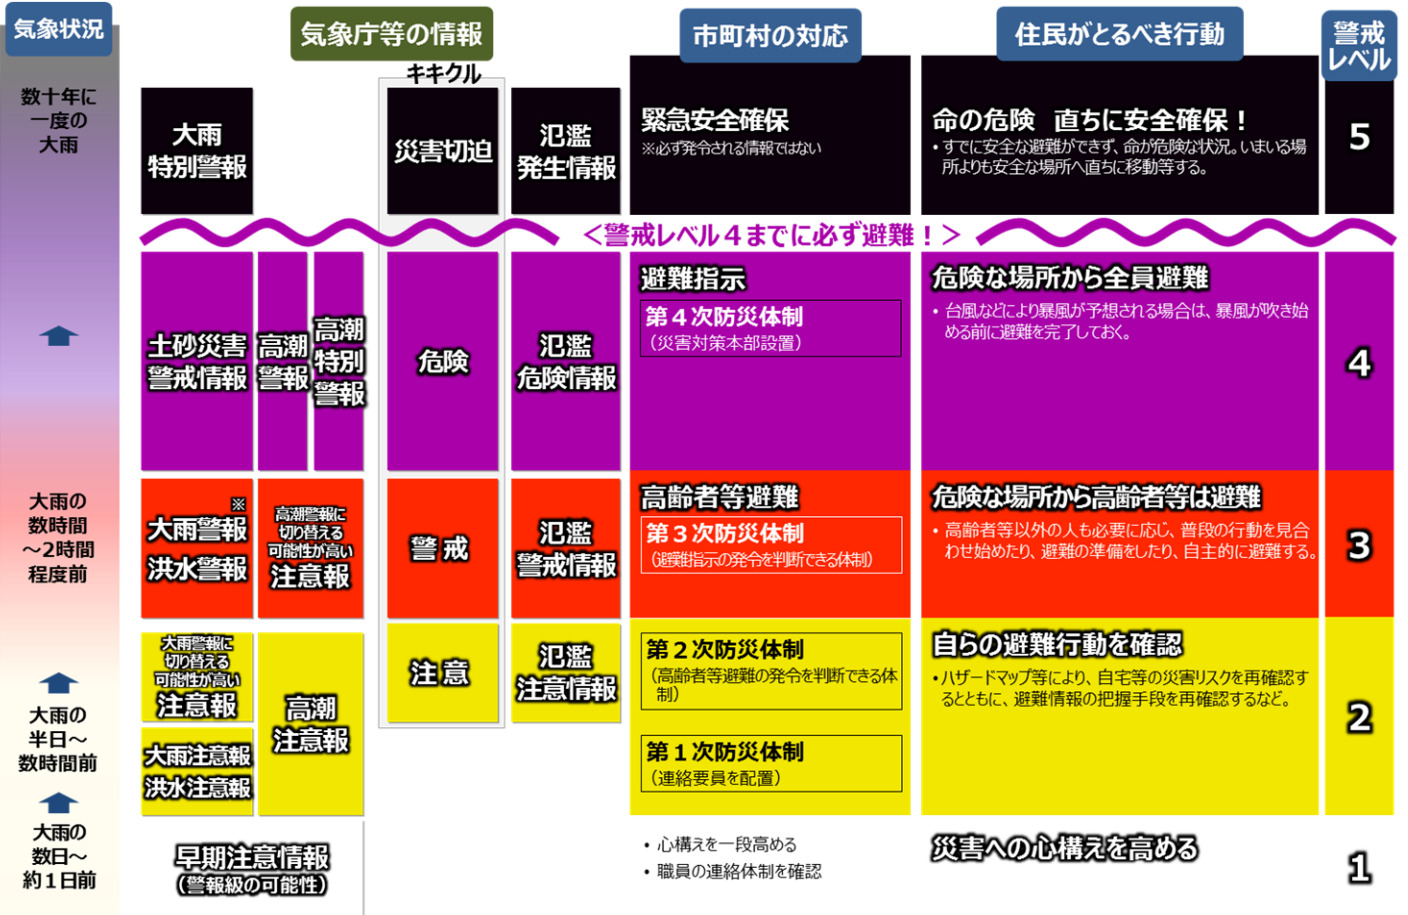 気象状況
気象庁等の情報
市町村の対応
住民がとるべき行動
警戒
レベル
キキクル
数十年に
一度の
大雨
大雨
特別警報
災害切迫
氾濫
発生情報
緊急安全確保
※必ず発令される情報ではない
命の危険 直ちに安全確保！
・すでに安全な避難ができず、命が危険な状況。いまいる場
所よりも安全な場所へ直ちに移動等する。
5
＜警戒レベル４までに必ず避難！＞
土砂災害
警戒情報
高潮
警報
高潮
特別
警報
危険
氾濫
危険情報
避難指示
第４次防災体制
（災害対策本部設置）
危険な場所から全員避難
・台風などにより暴風が予想される場合は、暴風が吹き始
める前に避難を完了しておく。
4
大雨の
数時間
～2時間
程度前
※
大雨警報
洪水警報
高潮警報に
切り替える
可能性が高い
注意報
警戒
氾濫
警戒情報
高齢者等避難
第３次防災体制
（避難指示の発令を判断できる体制）
危険な場所から高齢者等は避難
・高齢者等以外の人も必要に応じ、普段の行動を見合
わせ始めたり、避難の準備をしたり、自主的に避難する。
3
大雨の
半日～
数時間前
大雨警報に
切り替える
可能性が高い
注意報
大雨注意報
洪水注意報
高潮
注意報
注意
氾濫
注意情報
第２次防災体制
（高齢者等避難の発令を判断できる体
制）
第１次防災体制
（連絡要員を配置）
自らの避難行動を確認
・ハザードマップ等により、自宅等の災害リスクを再確認す
るとともに、避難情報の把握手段を再確認するなど。
2
大雨の
数日～
約１日前
早期注意情報
（警報級の可能性）
・心構えを一段高める
・職員の連絡体制を確認
災害への心構えを高める
1